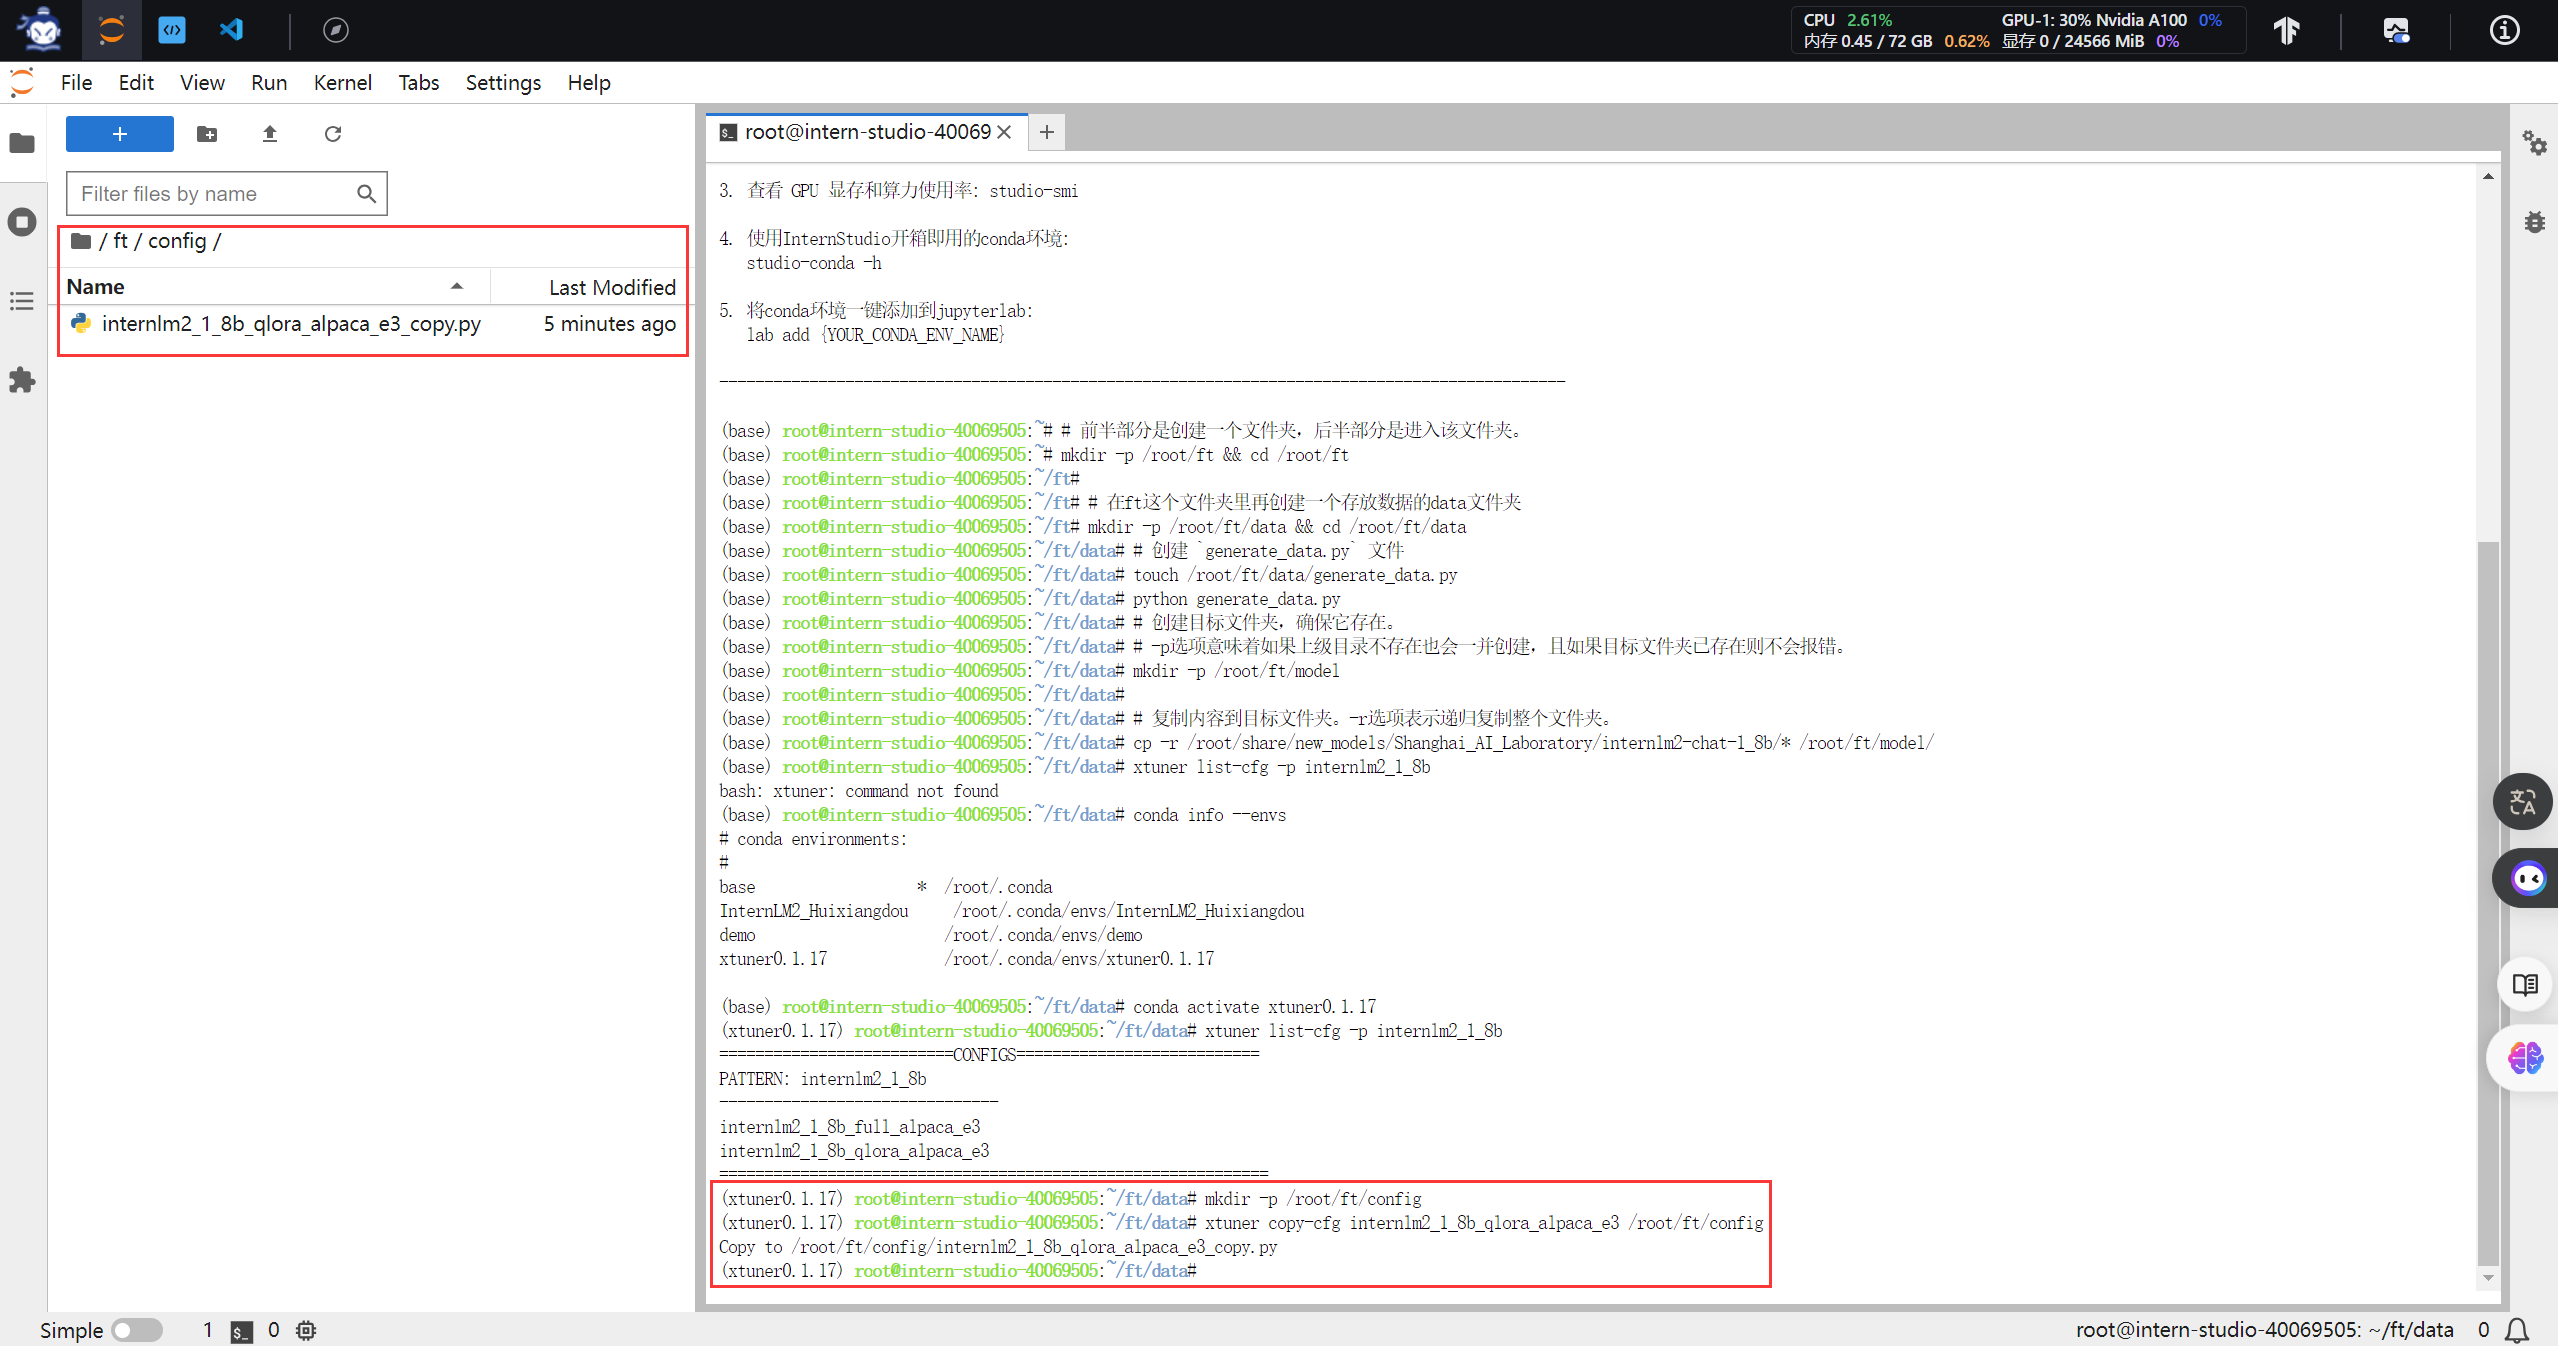 CPU 2.61%
GPU-1: 30% Nvidia A100 0%
内存 0.45 / 72 GB 0.62%
显存 0 / 24566 MiB 0%
File Edit View Run Kernel Tabs Settings Help
+
root@intern-studio-40069
Filter files by name
/ ft / config /
Name Last Modified
internlm2_1_8b_qlora_alpaca_e3_copy.py 5 minutes ago
3. 查看 GPU 显存和算力使用率: studio-smi
4. 使用InternStudio开箱即用的conda环境:
studio-conda -h
5. 将conda环境一键添加到jupyterlab:
lab add {YOUR_CONDA_ENV_NAME}
----------------------------------------------------------------------------------------------
(base) root@intern-studio-40069505:~# # 前半部分是创建一个文件夹，后半部分是进入该文件夹。
(base) root@intern-studio-40069505:~# mkdir -p /root/ft && cd /root/ft
(base) root@intern-studio-40069505:~/ft#
(base) root@intern-studio-40069505:~/ft# # 在ft这个文件夹里再创建一个存放数据的data文件夹
(base) root@intern-studio-40069505:~/ft# mkdir -p /root/ft/data && cd /root/ft/data
(base) root@intern-studio-40069505:~/ft/data# # 创建 `generate_data.py` 文件
(base) root@intern-studio-40069505:~/ft/data# touch /root/ft/data/generate_data.py
(base) root@intern-studio-40069505:~/ft/data# python generate_data.py
(base) root@intern-studio-40069505:~/ft/data# # 创建目标文件夹，确保它存在。
(base) root@intern-studio-40069505:~/ft/data# # -p选项意味着如果上级目录不存在也会一并创建，且如果目标文件夹已存在则不会报错。
(base) root@intern-studio-40069505:~/ft/data# mkdir -p /root/ft/model
(base) root@intern-studio-40069505:~/ft/data#
(base) root@intern-studio-40069505:~/ft/data# # 复制内容到目标文件夹。-r选项表示递归复制整个文件夹。
(base) root@intern-studio-40069505:~/ft/data# cp -r /root/share/new_models/Shanghai_AI_Laboratory/internlm2-chat-1_8b/* /root/ft/model/
(base) root@intern-studio-40069505:~/ft/data# xtuner list-cfg -p internlm2_1_8b
bash: xtuner: command not found
(base) root@intern-studio-40069505:~/ft/data# conda info --envs
# conda environments:
#
base * /root/.conda
InternLM2_Huixiangdou /root/.conda/envs/InternLM2_Huixiangdou
demo /root/.conda/envs/demo
xtuner0.1.17 /root/.conda/envs/xtuner0.1.17
(base) root@intern-studio-40069505:~/ft/data# conda activate xtuner0.1.17
(xtuner0.1.17) root@intern-studio-40069505:~/ft/data# xtuner list-cfg -p internlm2_1_8b
==========================CONFIGS===========================
PATTERN: internlm2_1_8b
-------------------------------
internlm2_1_8b_full_alpaca_e3
internlm2_1_8b_qlora_alpaca_e3
=============================================================
(xtuner0.1.17) root@intern-studio-40069505:~/ft/data# mkdir -p /root/ft/config
(xtuner0.1.17) root@intern-studio-40069505:~/ft/data# xtuner copy-cfg internlm2_1_8b_qlora_alpaca_e3 /root/ft/config
Copy to /root/ft/config/internlm2_1_8b_qlora_alpaca_e3_copy.py
(xtuner0.1.17) root@intern-studio-40069505:~/ft/data#
Simple 1 0
root@intern-studio-40069505: ~/ft/data 0